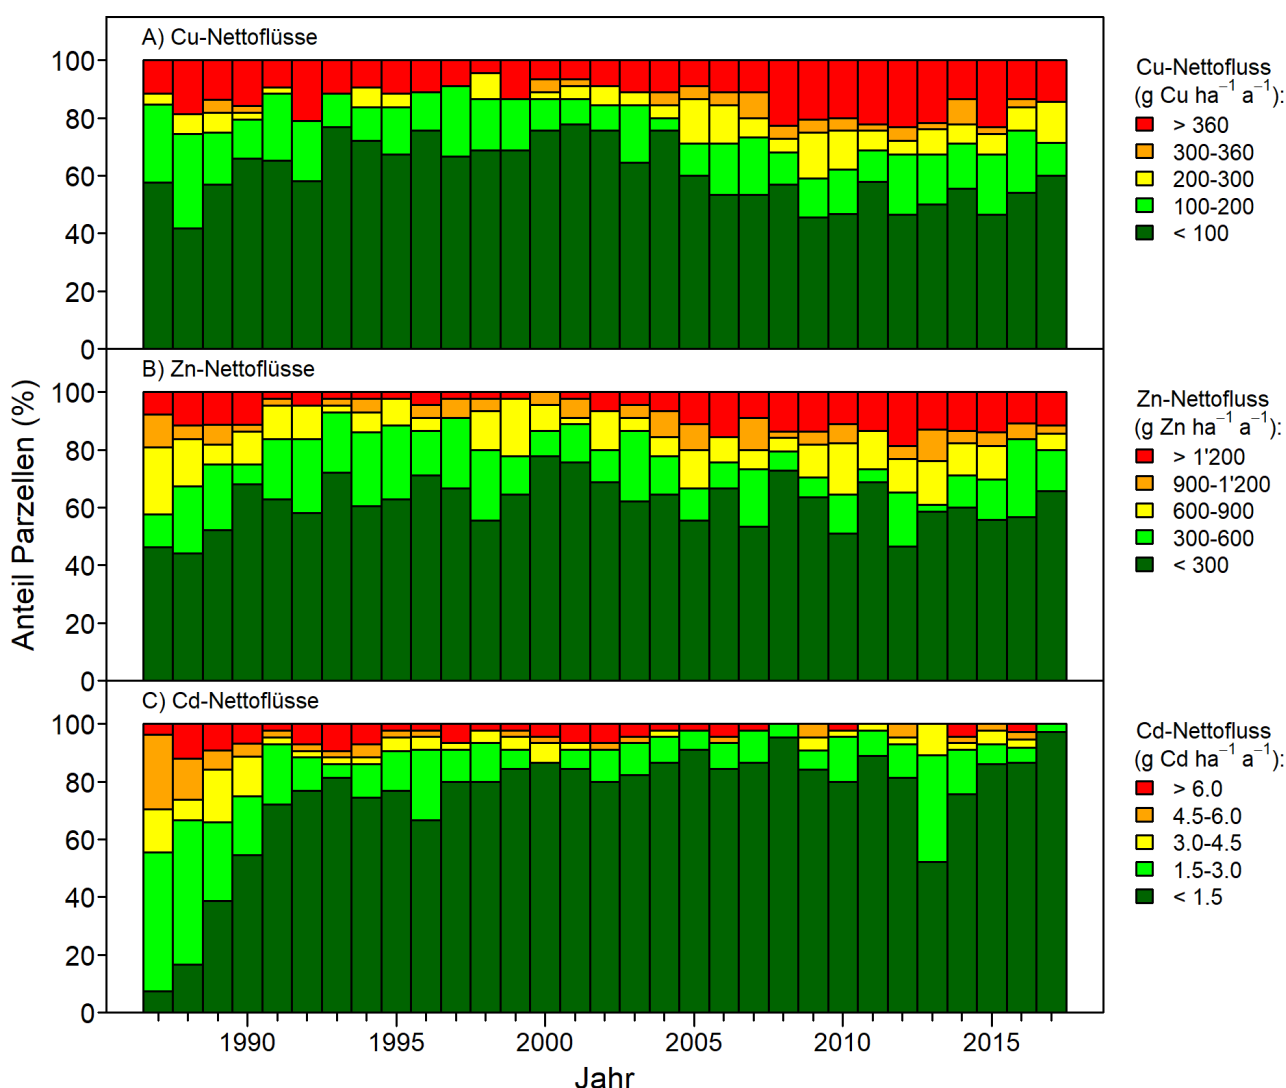 A) Cu-Nettoflüsse
100
80
60
40
20
0
Cu-Nettofluss
(g Cu ha⁻¹ a⁻¹):
> 360
300-360
200-300
100-200
< 100
B) Zn-Nettoflüsse
100
80
60
40
20
0
Zn-Nettofluss
(g Zn ha⁻¹ a⁻¹):
> 1'200
900-1'200
600-900
300-600
< 300
Anteil Parzellen (%)
C) Cd-Nettoflüsse
100
80
60
40
20
0
Cd-Nettofluss
(g Cd ha⁻¹ a⁻¹):
> 6.0
4.5-6.0
3.0-4.5
1.5-3.0
< 1.5
1990 1995 2000 2005 2010 2015
Jahr